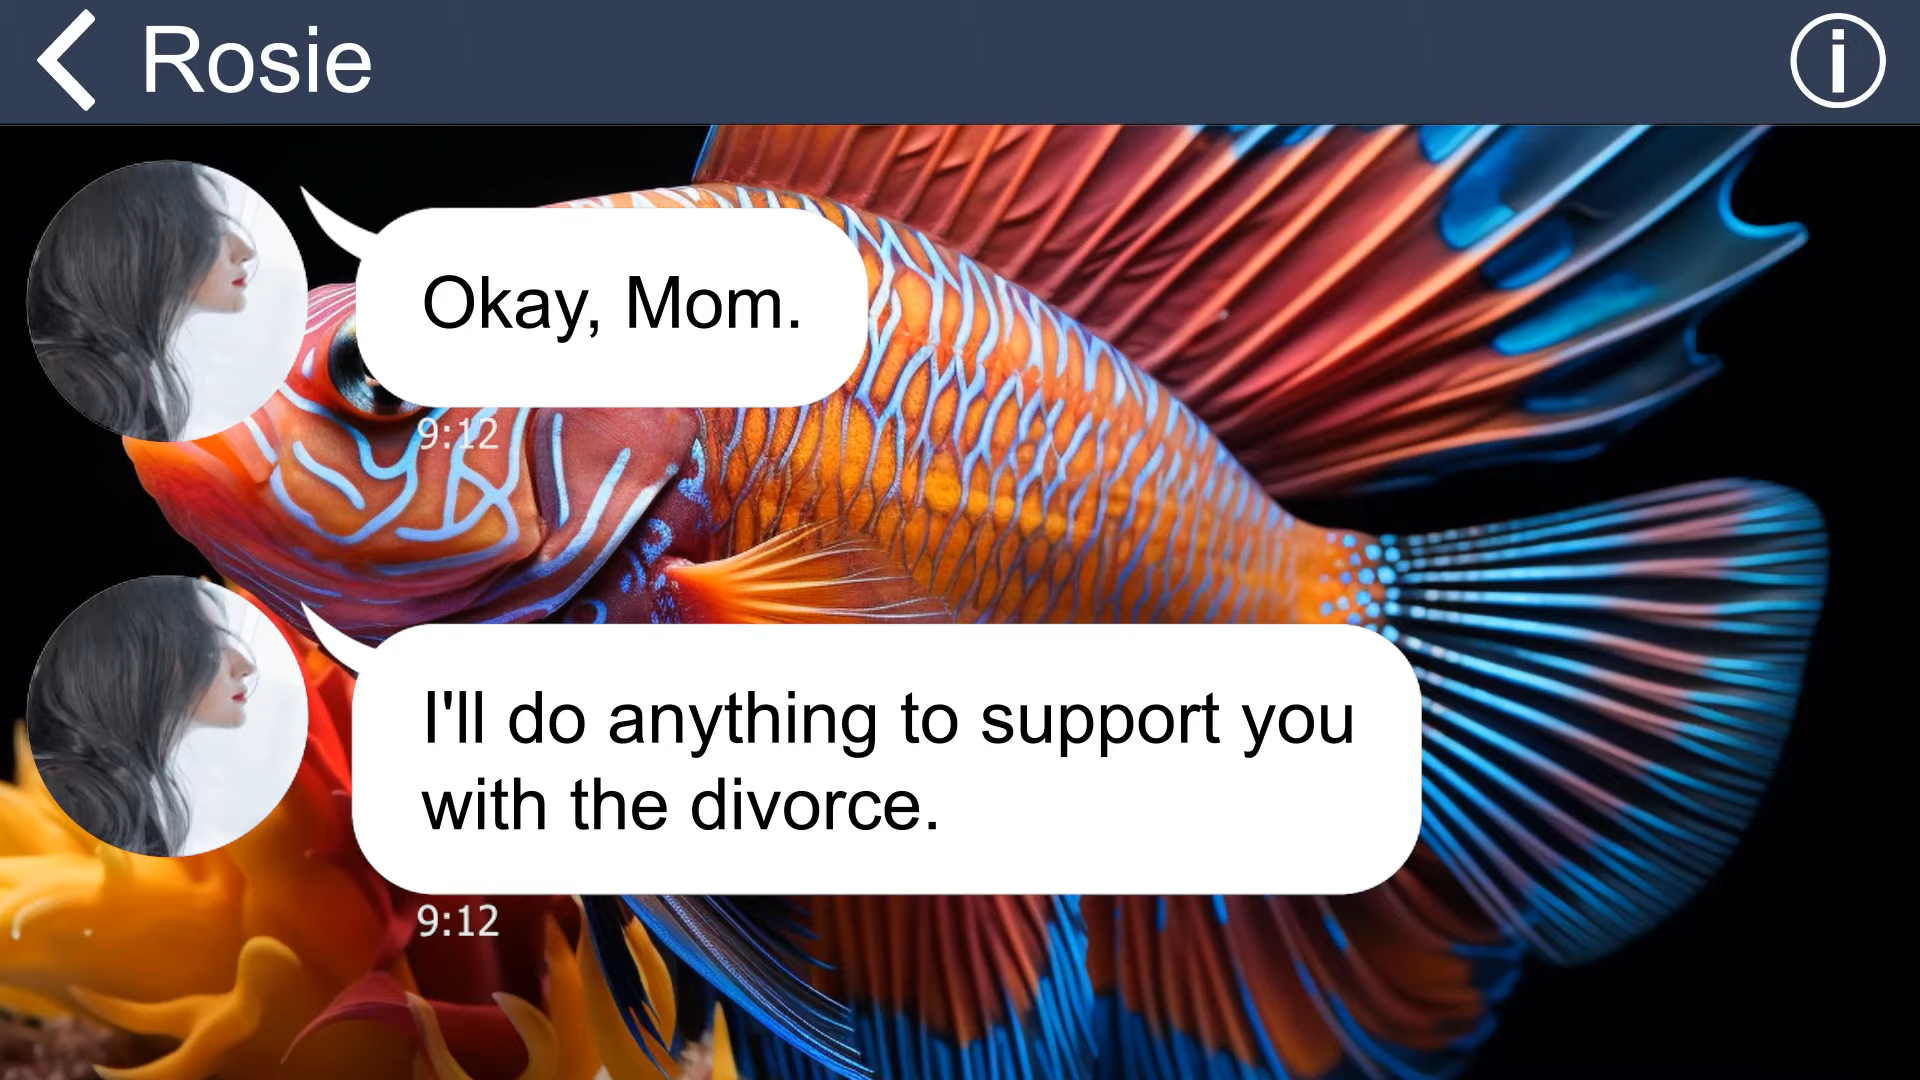 Rosie
Okay, Mom.
9:12
I'll do anything to support you
with the divorce.
9:12